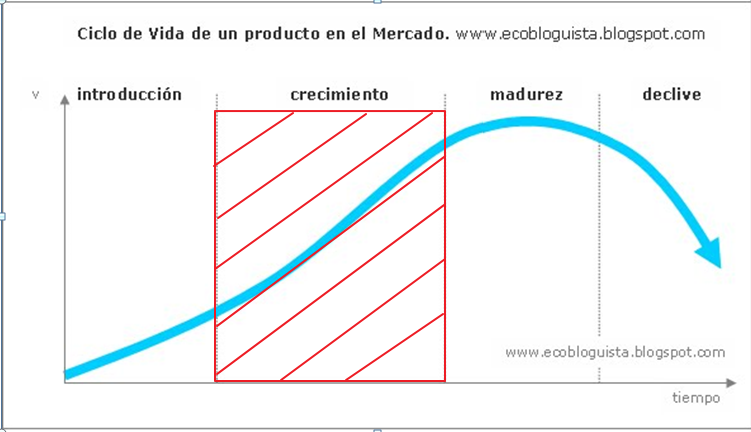 Ciclo de Vida de un producto en el Mercado. www.ecobloguista.blogspot.com
v introducción crecimiento madurez declive
www.ecobloguista.blogspot.com
tiempo